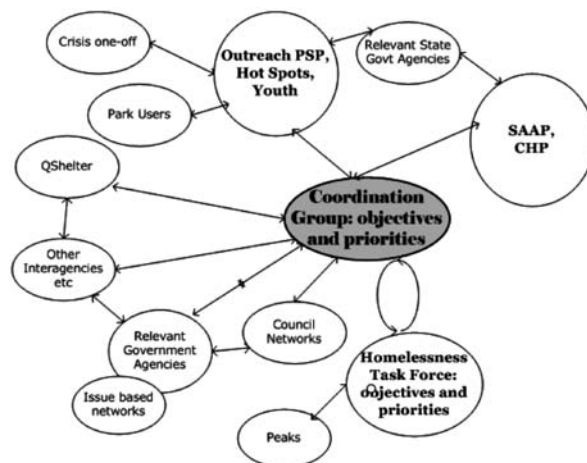 Crisis one-off
Outreach PSP,
Hot Spots,
Youth
Relevant State
Govt Agencies
Park Users
SAAP,
CHP
QShelter
Coordination
Group: objectives
and priorities
Other
Interagencies
etc
Relevant
Government
Agencies
Council
Networks
Homelessness
Task Force:
objectives and
priorities
Issue based
networks
Peaks